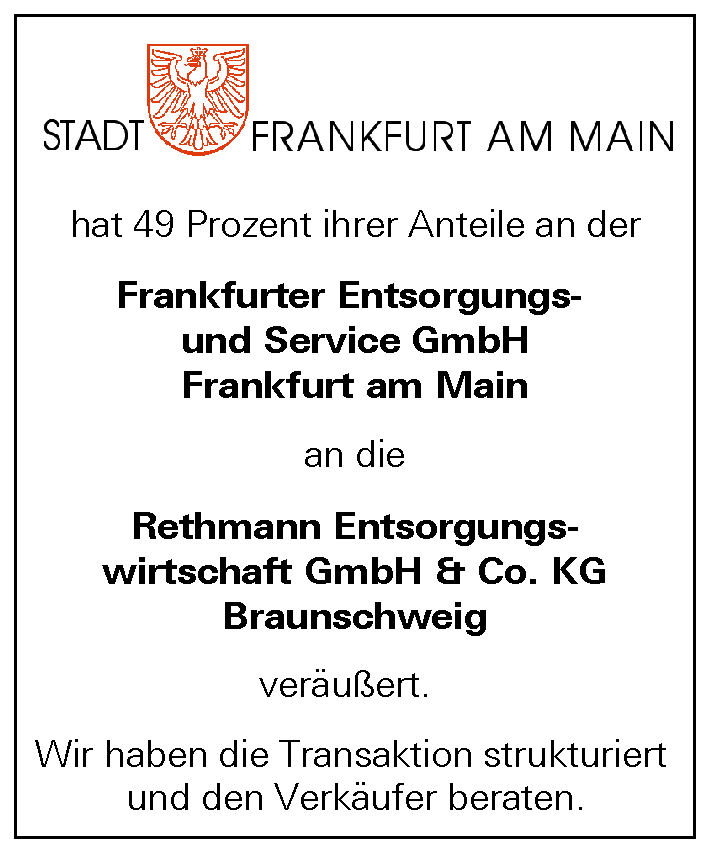 STADT FRANKFURT AM MAIN
hat 49 Prozent ihrer Anteile an der
Frankfurter Entsorgungs-
und Service GmbH
Frankfurt am Main
an die
Rethmann Entsorgungs-
wirtschaft GmbH & Co. KG
Braunschweig
veräußert.
Wir haben die Transaktion strukturiert
und den Verkäufer beraten.